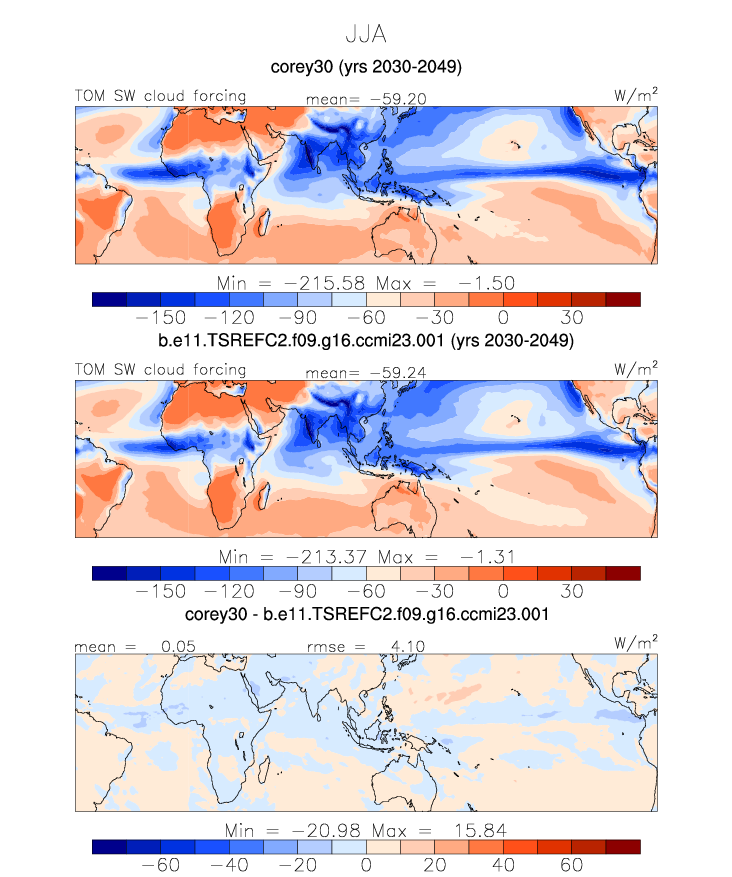 JJA
corey30 (yrs 2030-2049)
TOM SW cloud forcing mean= −59.20 W/m²
Min = −215.58 Max = −1.50
−150 −120 −90 −60 −30 0 30
b.e11.TSREFC2.f09.g16.ccmi23.001 (yrs 2030-2049)
TOM SW cloud forcing mean= −59.24 W/m²
Min = −213.37 Max = −1.31
−150 −120 −90 −60 −30 0 30
corey30 - b.e11.TSREFC2.f09.g16.ccmi23.001
mean = 0.05 rmse = 4.10 W/m²
Min = −20.98 Max = 15.84
−60 −40 −20 0 20 40 60